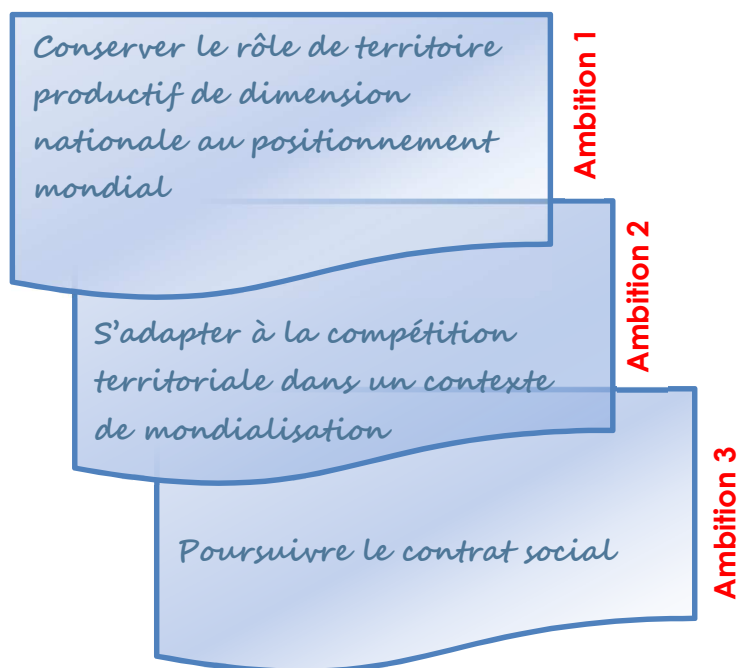 Conserver le rôle de territoire
productif de dimension
nationale au positionnement
mondial
Ambition 1
S'adapter à la compétition
territoriale dans un contexte
de mondialisation
Ambition 2
Poursuivre le contrat social
Ambition 3